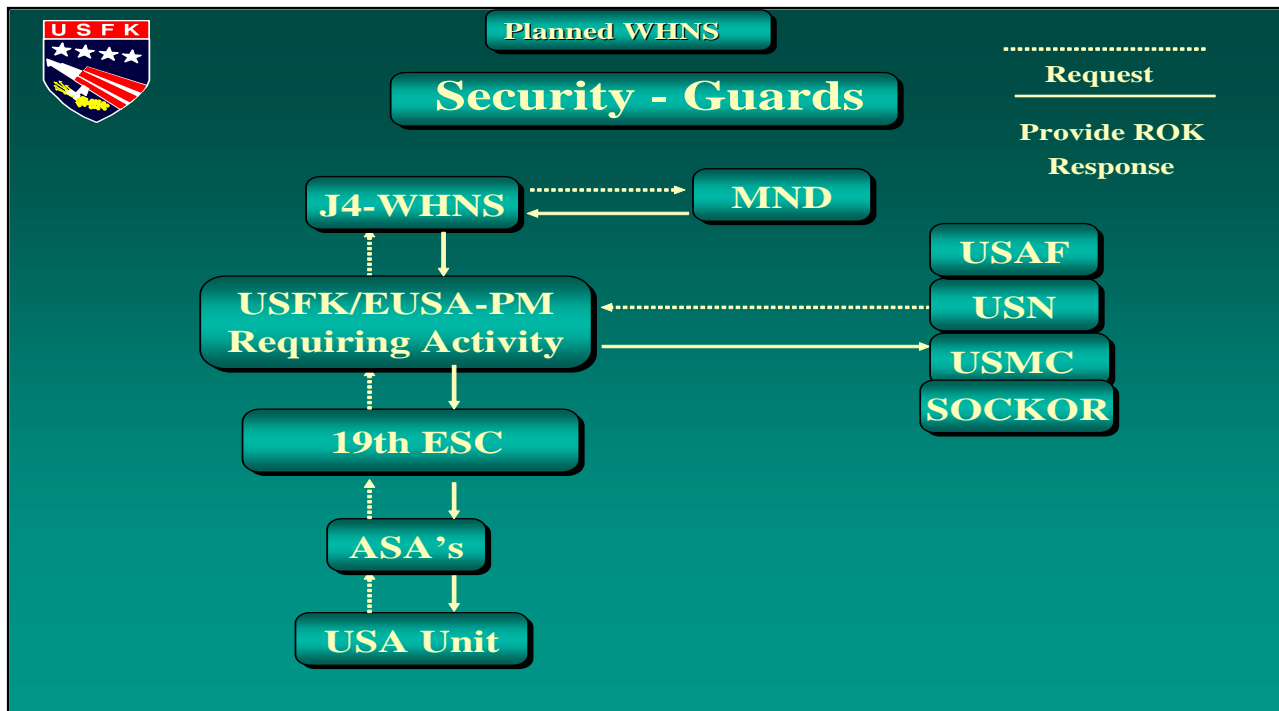 USFK
Planned WHNS
Security - Guards
Request
Provide ROK
Response
J4-WHNS
MND
USAF
USN
USMC
SOCKOR
USFK/EUSA-PM
Requiring Activity
19th ESC
ASA’s
USA Unit